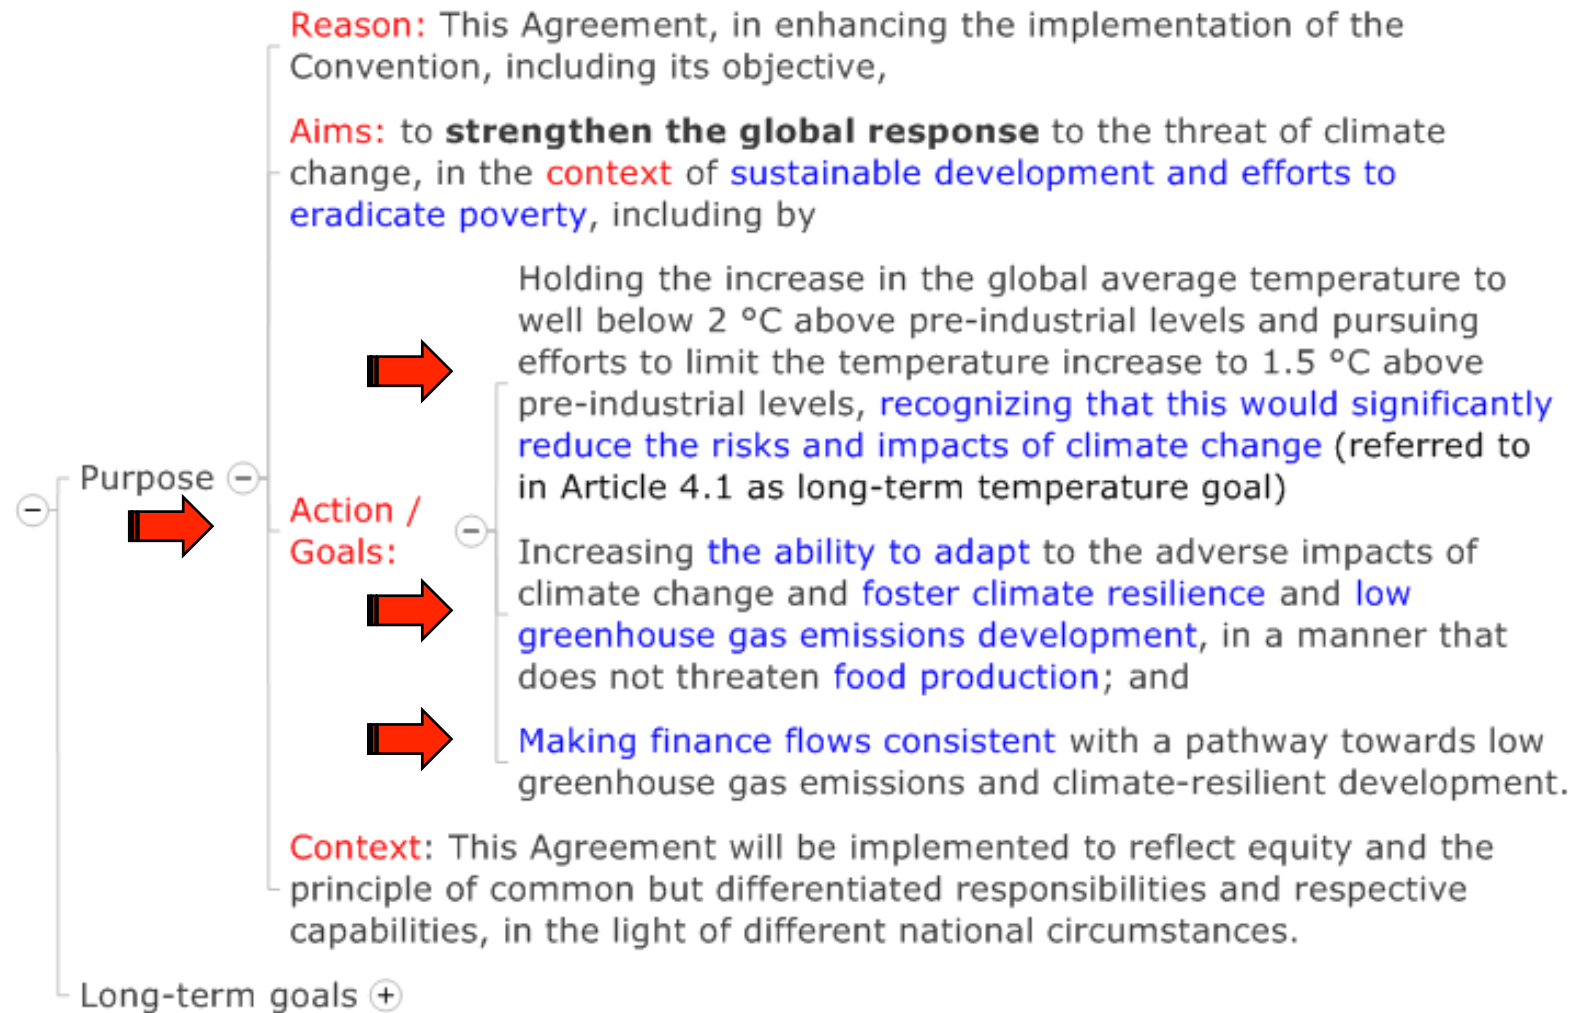 Reason: This Agreement, in enhancing the implementation of the
Convention, including its objective,
Aims: to strengthen the global response to the threat of climate
change, in the context of sustainable development and efforts to
eradicate poverty, including by
Holding the increase in the global average temperature to
well below 2 °C above pre-industrial levels and pursuing
efforts to limit the temperature increase to 1.5 °C above
pre-industrial levels, recognizing that this would significantly
reduce the risks and impacts of climate change (referred to
in Article 4.1 as long-term temperature goal)
Purpose
Action /
Goals:
Increasing the ability to adapt to the adverse impacts of
climate change and foster climate resilience and low
greenhouse gas emissions development, in a manner that
does not threaten food production; and
Making finance flows consistent with a pathway towards low
greenhouse gas emissions and climate-resilient development.
Context: This Agreement will be implemented to reflect equity and the
principle of common but differentiated responsibilities and respective
capabilities, in the light of different national circumstances.
Long-term goals